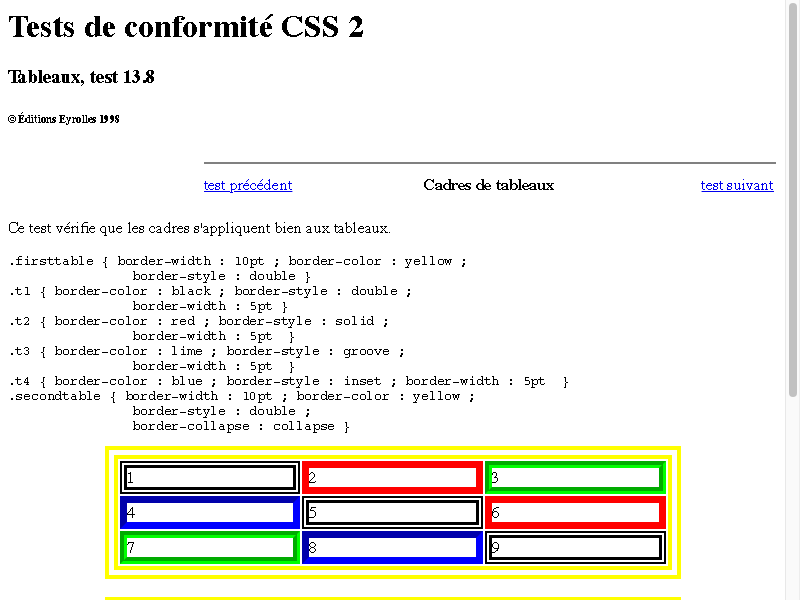 Tests de conformité CSS 2
Tableaux, test 13.8
© Éditions Eyrolles 1998
test précédent Cadres de tableaux test suivant
Ce test vérifie que les cadres s'appliquent bien aux tableaux.
.firsttable { border-width : 10pt ; border-color : yellow ;
border-style : double }
.t1 { border-color : black ; border-style : double ;
border-width : 5pt }
.t2 { border-color : red ; border-style : solid ;
border-width : 5pt }
.t3 { border-color : lime ; border-style : groove ;
border-width : 5pt }
.t4 { border-color : blue ; border-style : inset ; border-width : 5pt }
.secondtable { border-width : 10pt ; border-color : yellow ;
border-style : double ;
border-collapse : collapse }
1 2 3
4 5 6
7 8 9